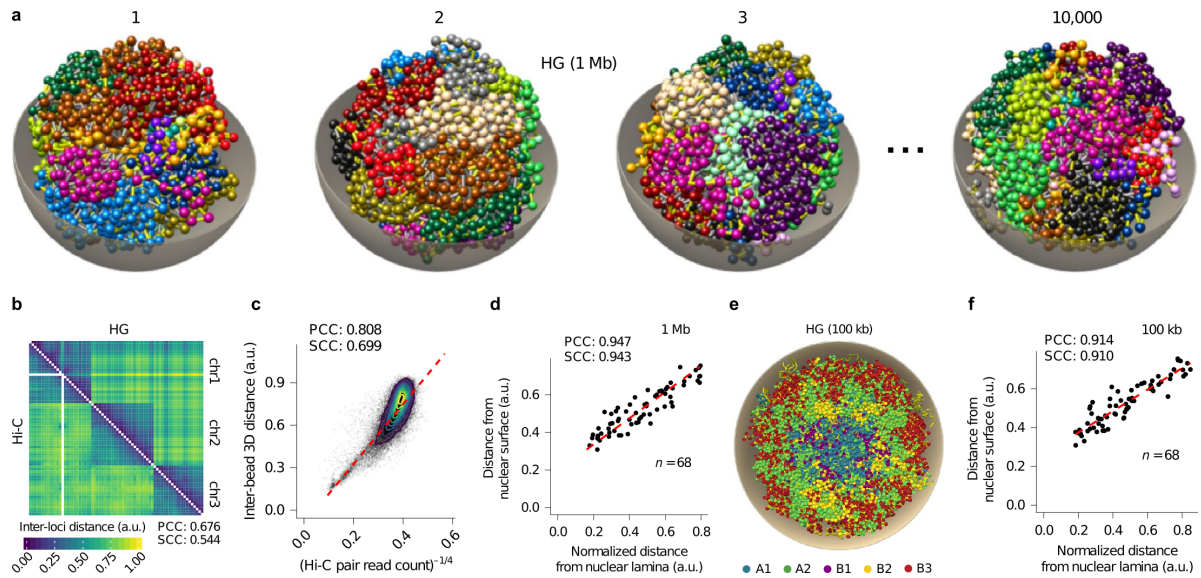 a
1
2
3
10,000
HG (1 Mb)
...
b
HG
Hi-C
chr1
chr2
chr3
Inter-loci distance (a.u.)
0.00
0.25
0.50
0.75
1.00
PCC: 0.676
SCC: 0.544
c
PCC: 0.808
SCC: 0.699
Inter-bead 3D distance (a.u.)
0.9
0.6
0.3
0.0
0.0
0.2
0.4
0.6
(Hi-C pair read count)⁻¹/⁴
d
1 Mb
PCC: 0.947
SCC: 0.943
Distance from
nuclear surface (a.u.)
0.6
0.4
0.2
0.0
n=68
0.0
0.2
0.4
0.6
0.8
Normalized distance
from nuclear lamina (a.u.)
e
HG (100 kb)
A1
A2
B1
B2
B3
f
100 kb
PCC: 0.914
SCC: 0.910
Distance from
nuclear surface (a.u.)
0.6
0.4
0.2
0.0
n=68
0.0
0.2
0.4
0.6
0.8
Normalized distance
from nuclear lamina (a.u.)